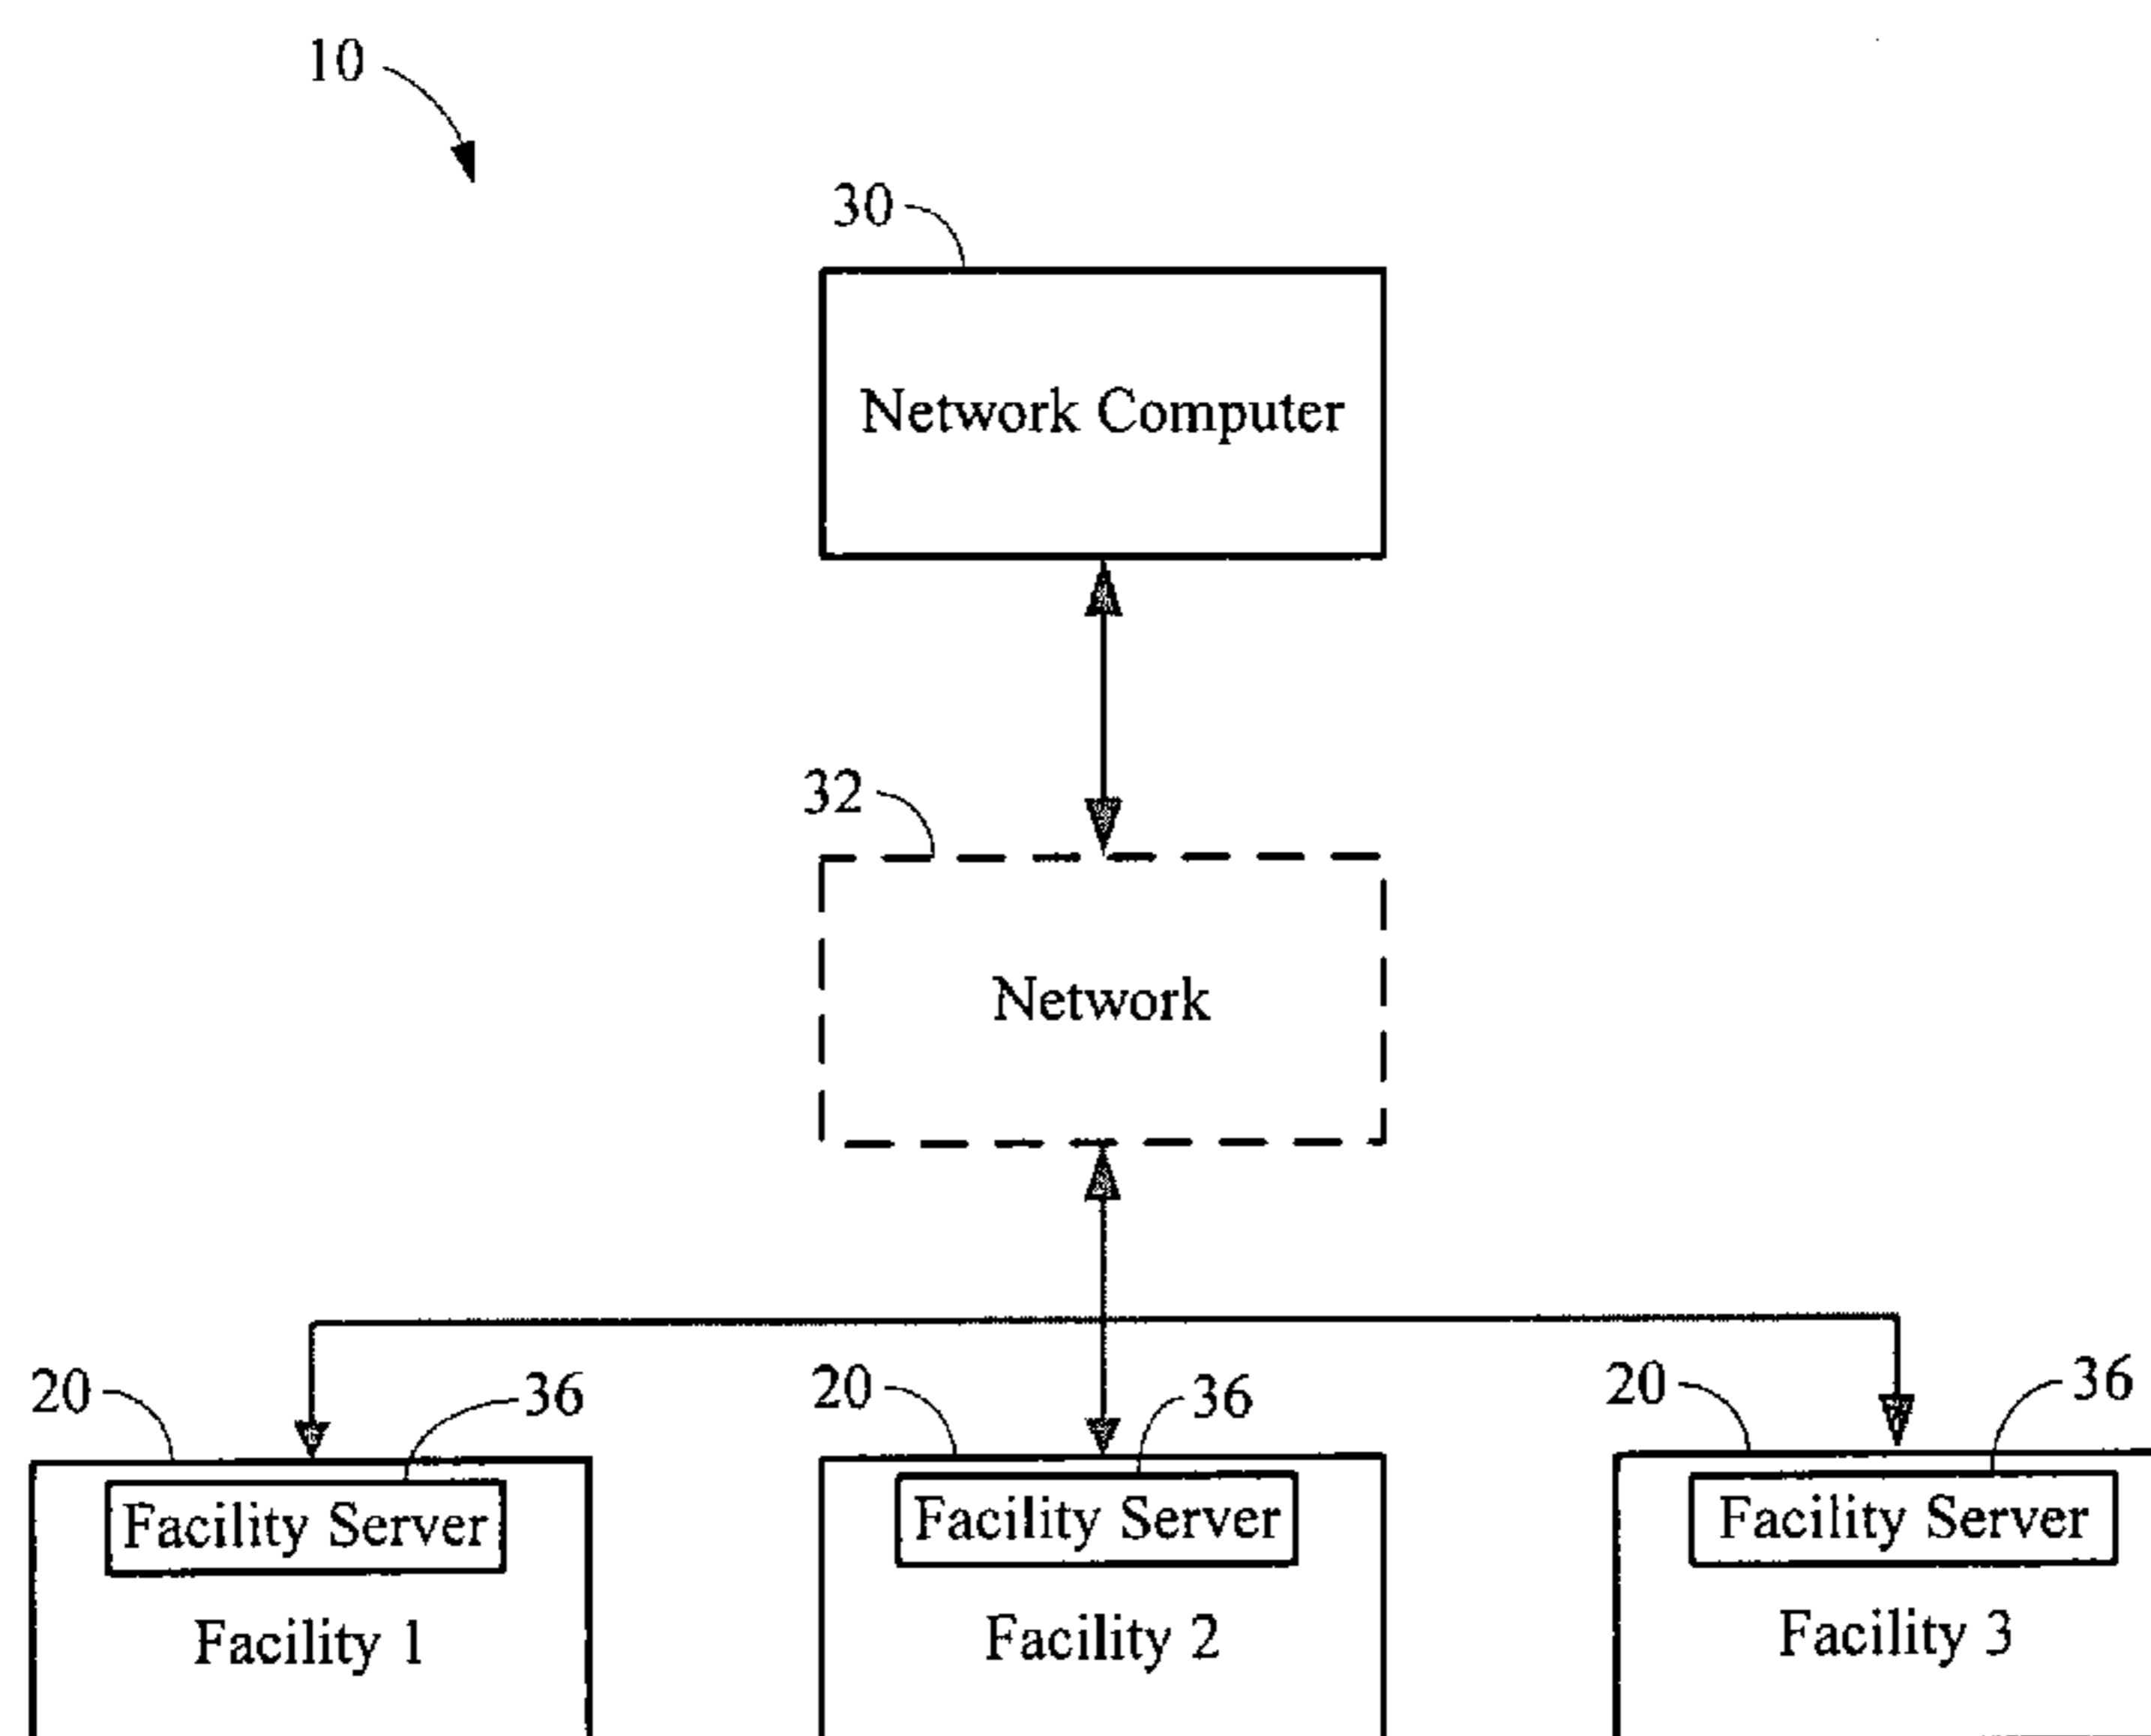 10
30
Network Computer
32
Network
20
36
20
36
20
36
Facility Server
Facility Server
Facility Server
Facility 1
Facility 2
Facility 3